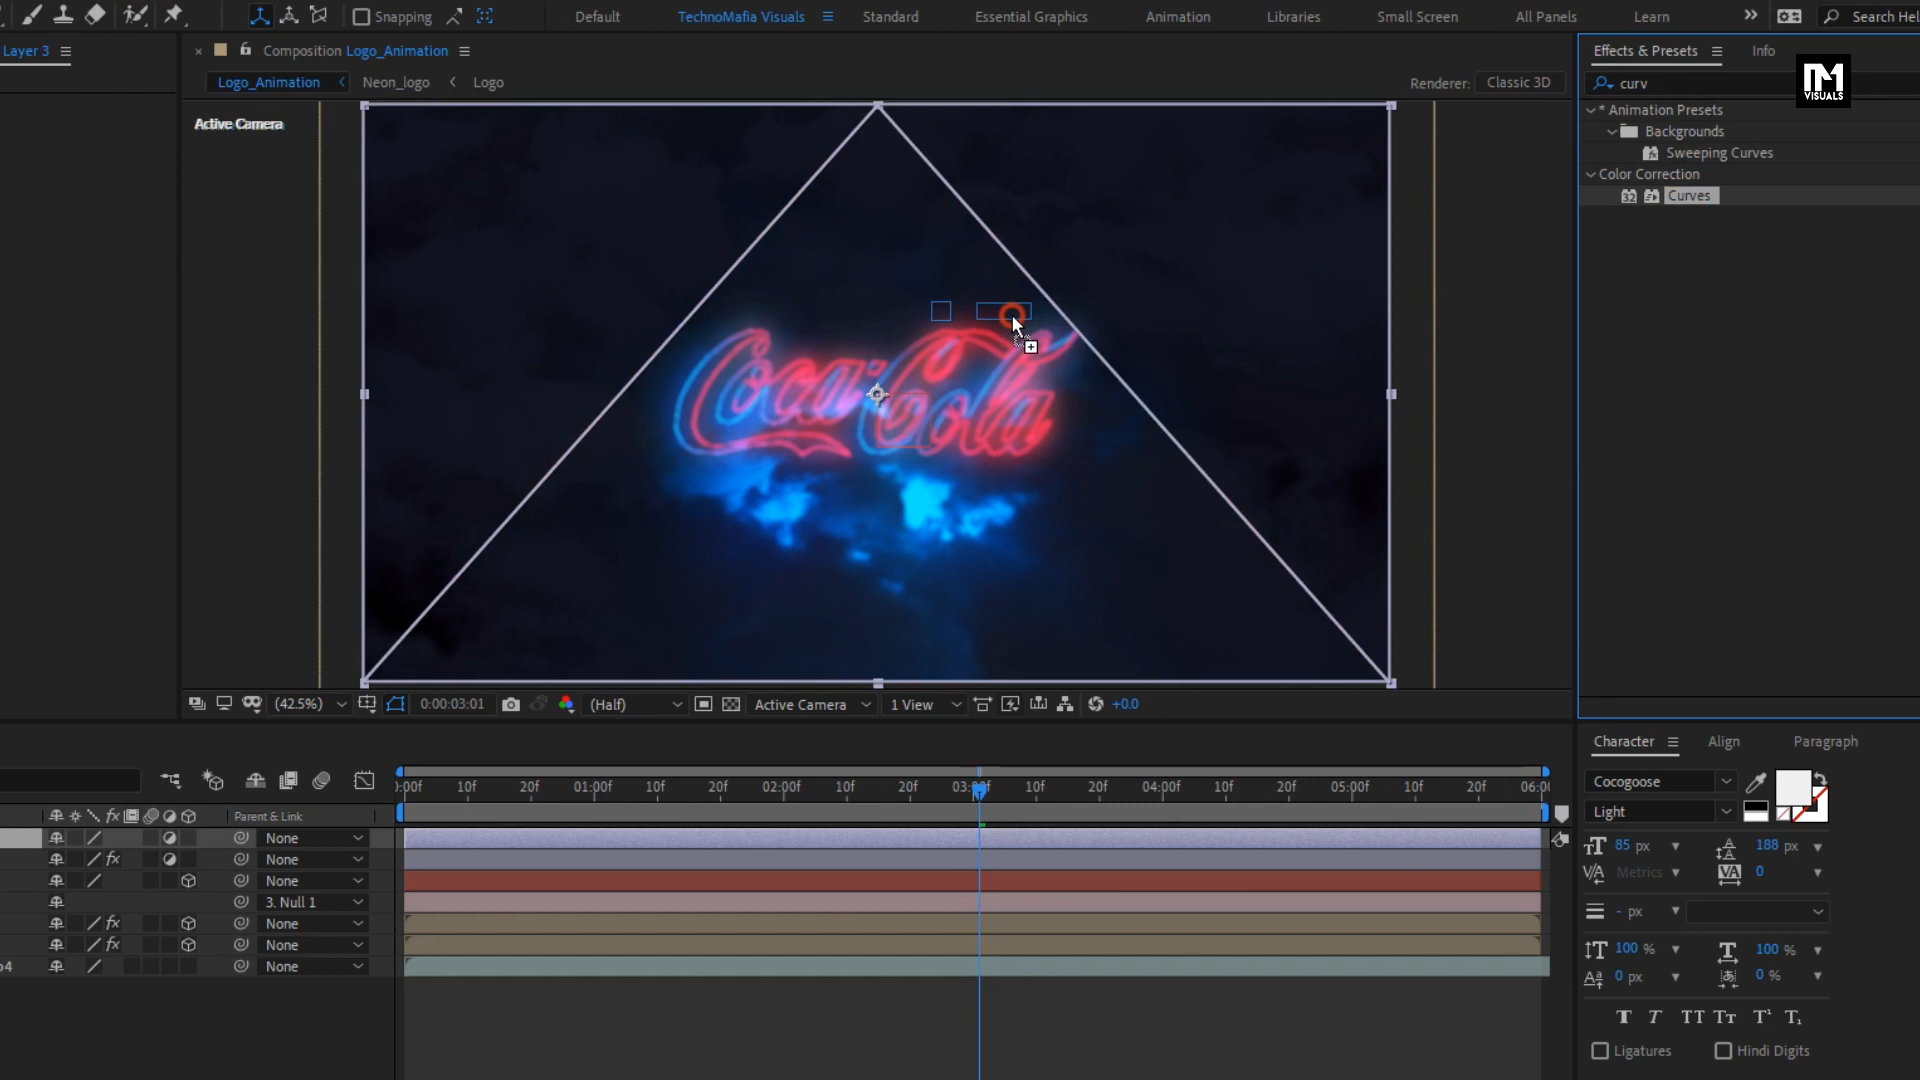 Snapping
Default
TechnoMafia Visuals
Standard
Essential Graphics
Animation
Libraries
Small Screen
All Panels
Learn
Search Hel
Layer 3
Composition Logo_Animation
Effects & Presets
Info
Logo_Animation
Neon_logo
Logo
Renderer:
Classic 3D
curv
VISUALS
Active Camera
* Animation Presets
Backgrounds
Sweeping Curves
Color Correction
32
Curves
Coca-Cola
(42.5%)
0:00:03:01
(Half)
Active Camera
1 View
+0.0
Character
Align
Paragraph
Cocogoose
Light
85 px
188 px
Metrics
0
- px
100 %
100 %
0 px
0 %
Ligatures
Hindi Digits
):00f
10f
20f
01:00f
10f
20f
02:00f
10f
20f
10f
20f
04:00f
10f
20f
05:00f
10f
20f
06:0(
Parent & Link
None
None
None
3. Null 1
None
None
p4
None